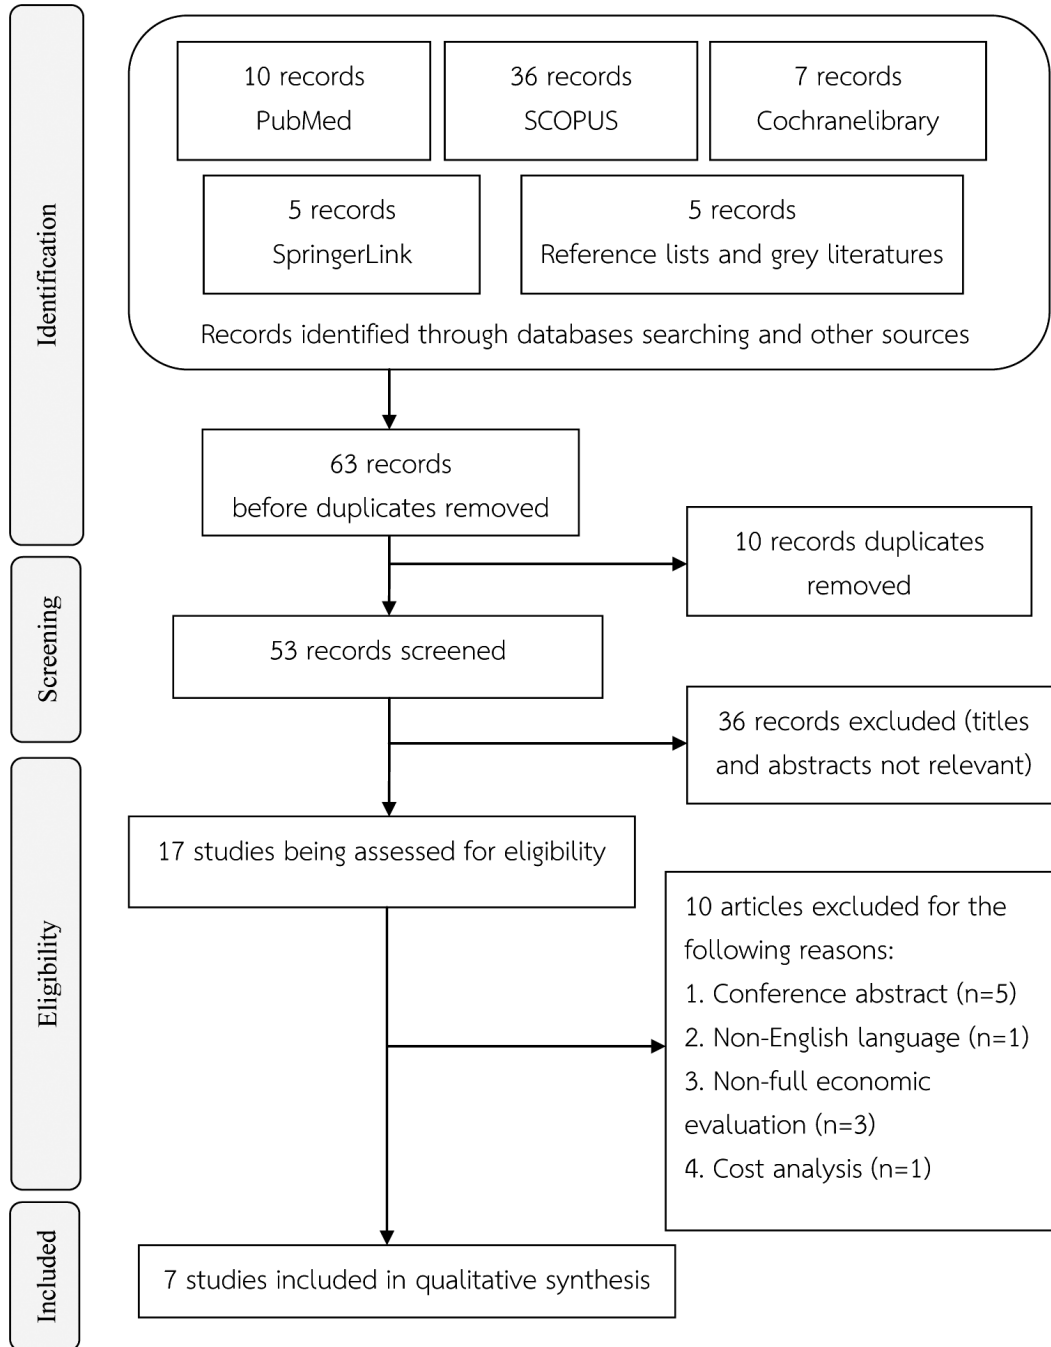 Identification
10 records
PubMed
36 records
SCOPUS
7 records
Cochranelibrary
5 records
SpringerLink
5 records
Reference lists and grey literatures
Records identified through databases searching and other sources
63 records
before duplicates removed
10 records duplicates
removed
Screening
53 records screened
36 records excluded (titles
and abstracts not relevant)
Eligibility
17 studies being assessed for eligibility
10 articles excluded for the
following reasons:
1. Conference abstract (n=5)
2. Non-English language (n=1)
3. Non-full economic
evaluation (n=3)
4. Cost analysis (n=1)
Included
7 studies included in qualitative synthesis